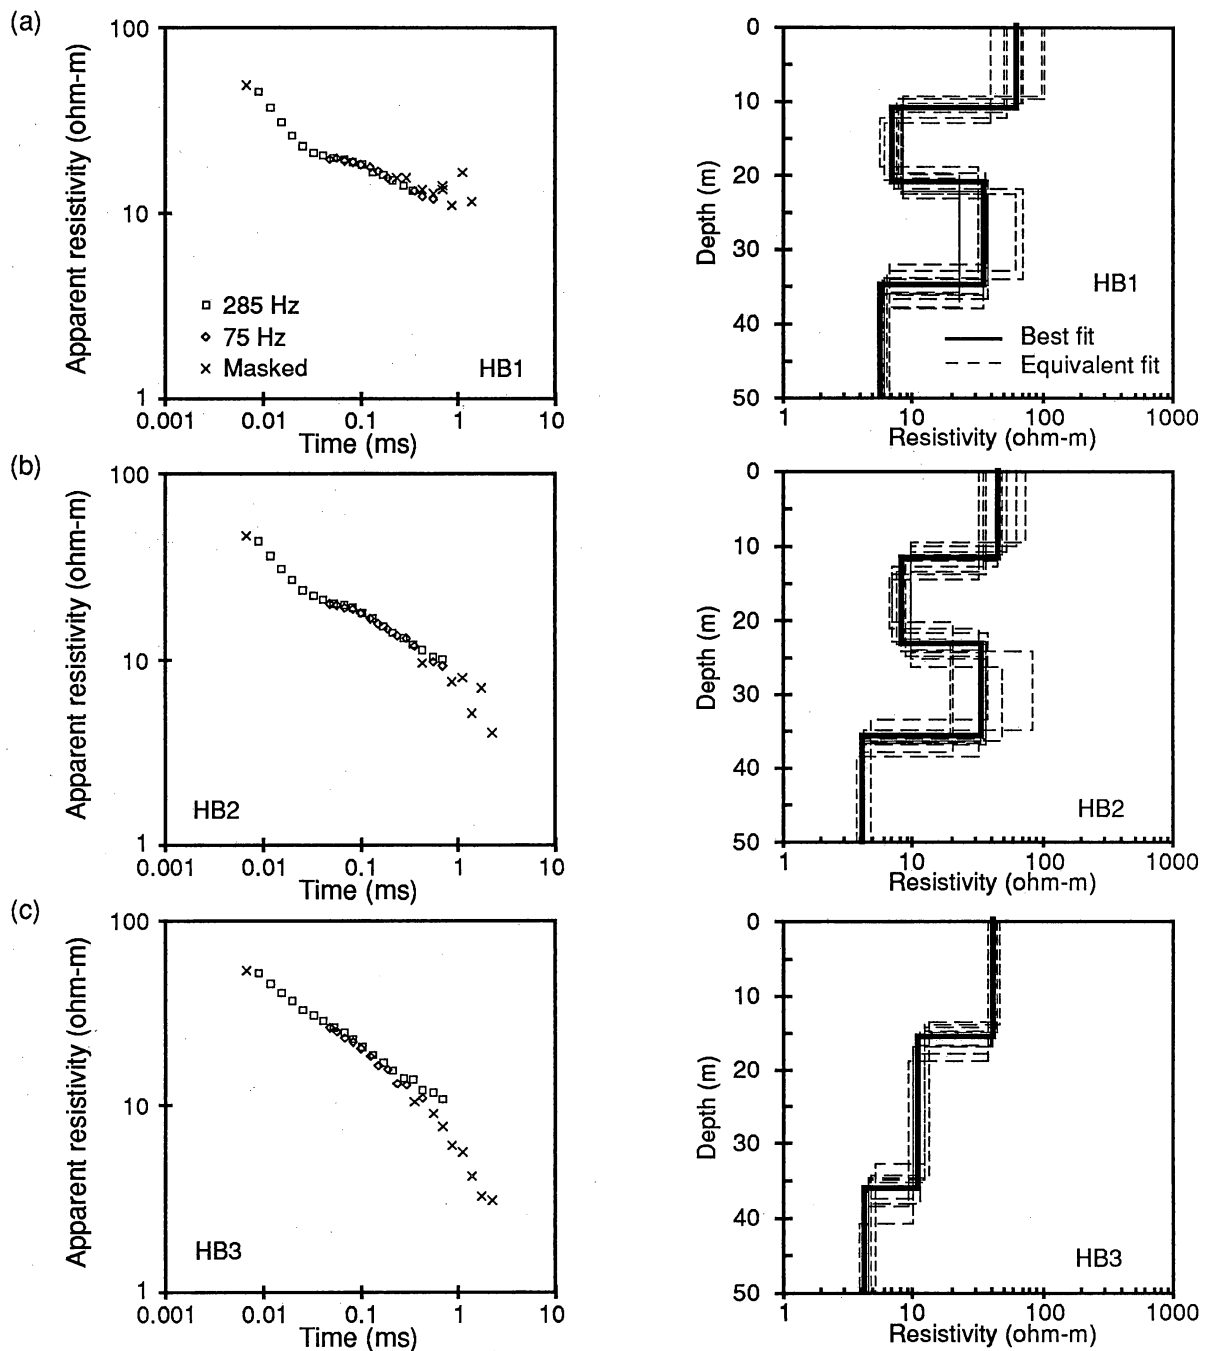 (a)
100
10
1
Apparent resistivity (ohm-m)
285 Hz
75 Hz
Masked
HB1
0.001
0.01
0.1
1
10
Time (ms)
0
10
20
30
40
50
Depth (m)
HB1
Best fit
Equivalent fit
1
10
100
1000
Resistivity (ohm-m)
(b)
100
10
1
Apparent resistivity (ohm-m)
HB2
0.001
0.01
0.1
1
10
Time (ms)
0
10
20
30
40
50
Depth (m)
HB2
1
10
100
1000
Resistivity (ohm-m)
(c)
100
10
1
Apparent resistivity (ohm-m)
HB3
0.001
0.01
0.1
1
10
Time (ms)
0
10
20
30
40
50
Depth (m)
HB3
1
10
100
1000
Resistivity (ohm-m)